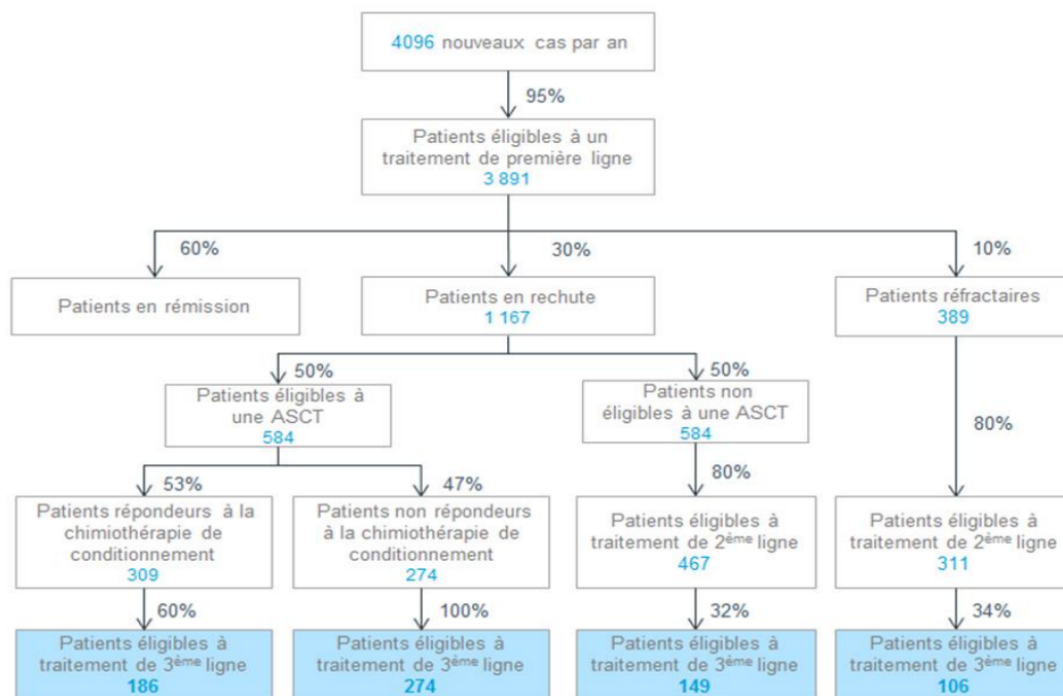 4096 nouveaux cas par an
95%
Patients éligibles à un
traitement de première ligne
3 891
60%
30%
10%
Patients en rémission
Patients en rechute
1 167
Patients réfractaires
389
50%
50%
Patients éligibles à
une ASCT
584
Patients non
éligibles à une ASCT
584
80%
53%
47%
80%
Patients répondeurs à la
chimiothérapie de
conditionnement
309
Patients non répondeurs
à la chimiothérapie de
conditionnement
274
Patients éligibles à
traitement de 2ème ligne
467
Patients éligibles à
traitement de 2ème ligne
311
60%
100%
32%
34%
Patients éligibles à
traitement de 3ème ligne
186
Patients éligibles à
traitement de 3ème ligne
274
Patients éligibles à
traitement de 3ème ligne
149
Patients éligibles à
traitement de 3ème ligne
106